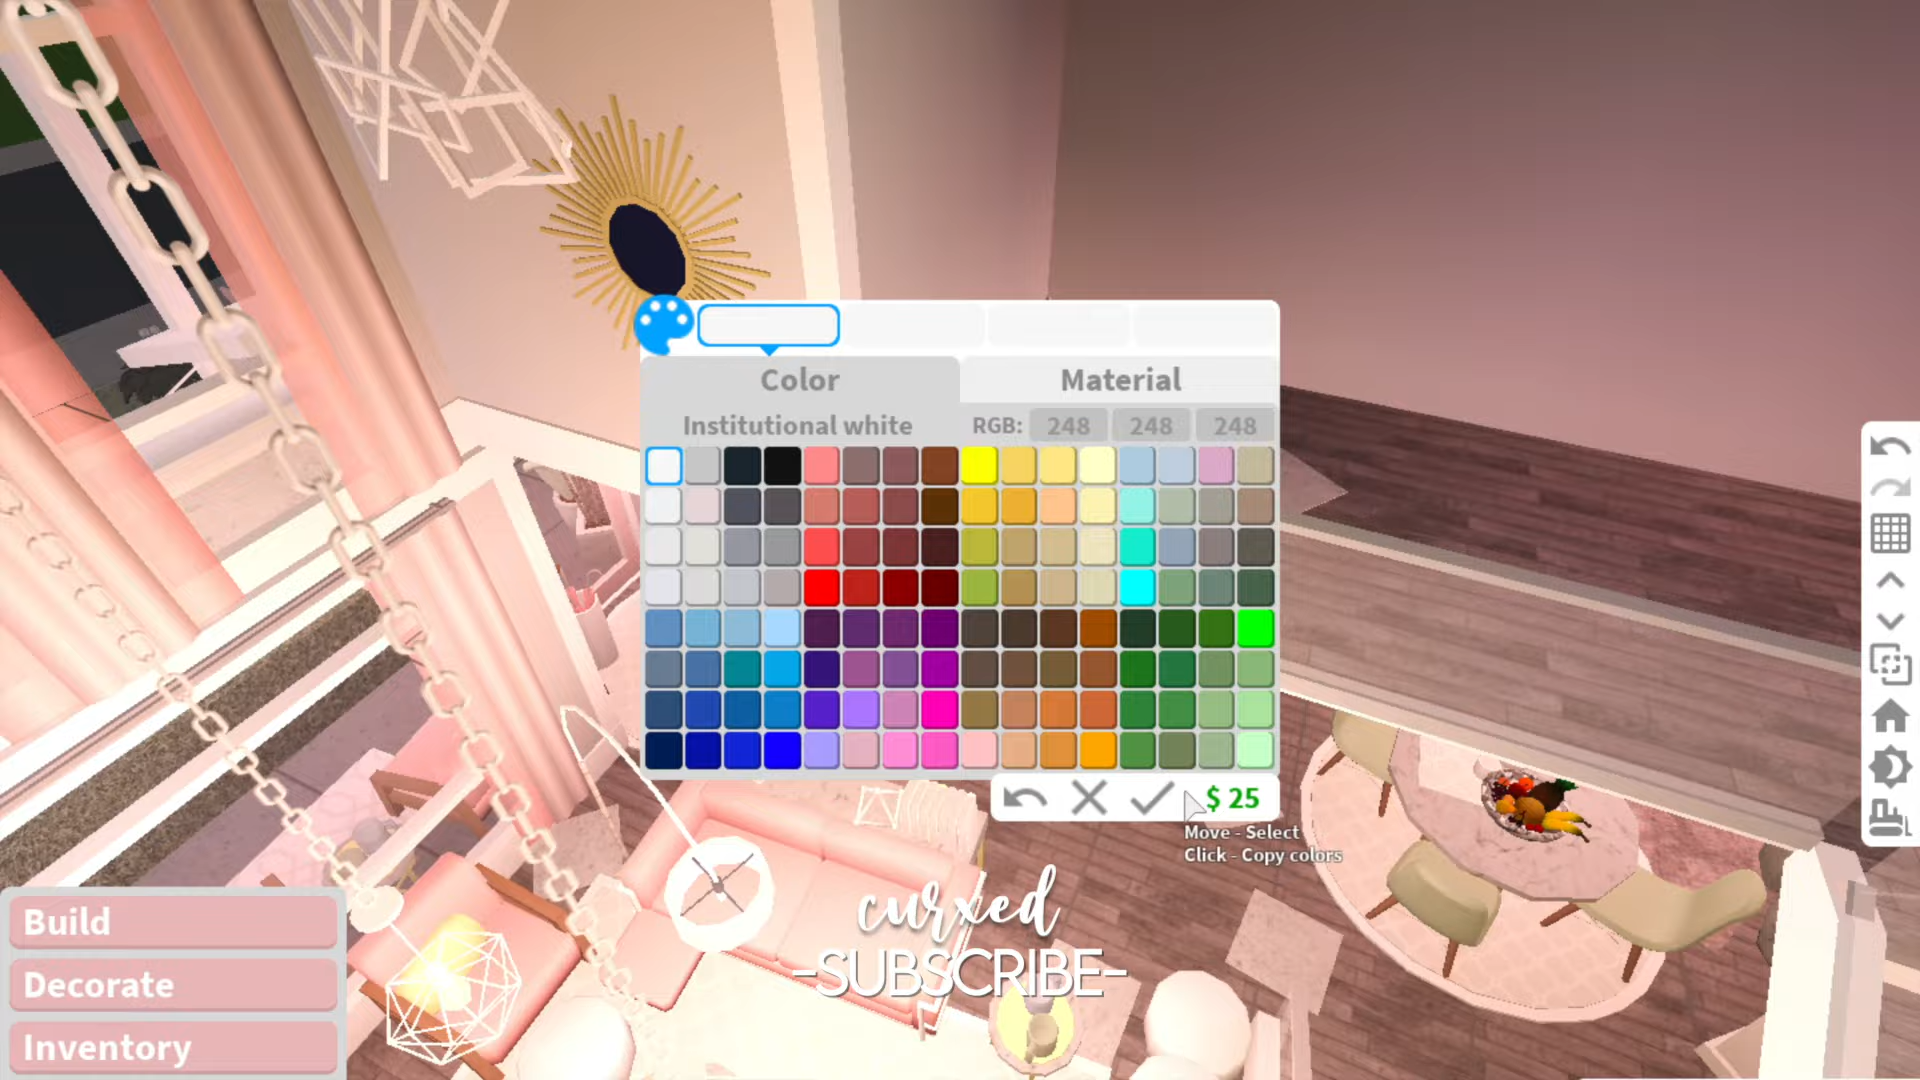 Color
Material
Institutional white
RGB: 248 248 248
$ 25
Move - Select
Click - Copy colors
curxed
-SUBSCRIBE-
Build
Decorate
Inventory